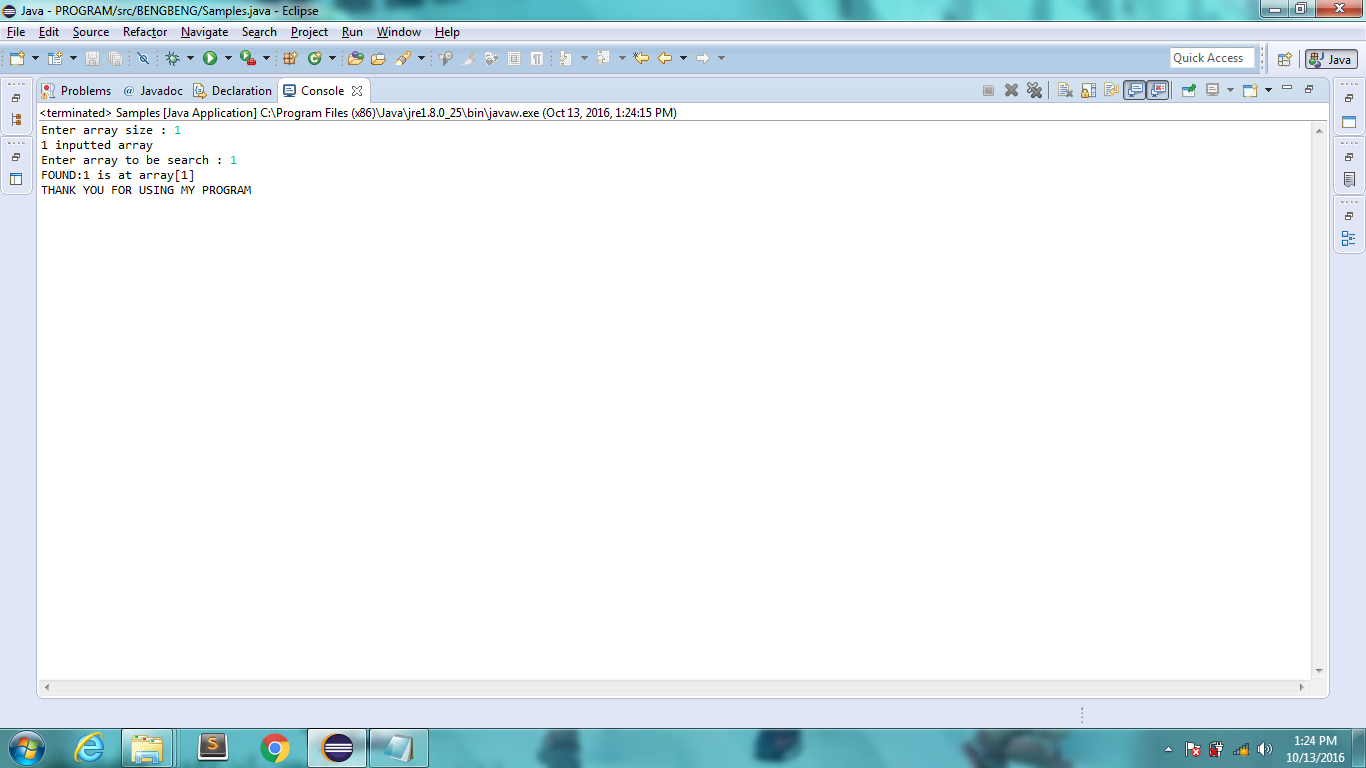 Java - PROGRAM/src/BENGBENG/Samples.java - Eclipse
File Edit Source Refactor Navigate Search Project Run Window Help
Quick Access
Java
Problems @ Javadoc Declaration Console
<terminated> Samples [Java Application] C:\Program Files (x86)\Java\jre1.8.0_25\bin\javaw.exe (Oct 13, 2016, 1:24:15 PM)
Enter array size : 1
1 inputted array
Enter array to be search : 1
FOUND:1 is at array[1]
THANK YOU FOR USING MY PROGRAM
1:24 PM
10/13/2016